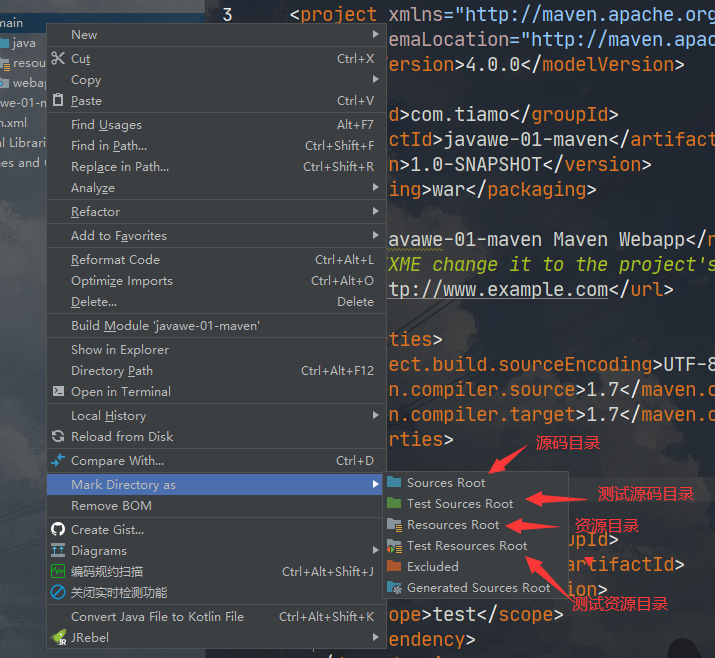 main
java
resou
webap
we-01-m
n.xml
l Librari
es and
3 <project xmlns="http://maven.apache.org
emaLocation="http://maven.apac
ersion>4.0.0</modelVersion>
d>com.tiamo</groupId>
ctId>javawe-01-maven</artifact
n>1.0-SNAPSHOT</version>
ing>war</packaging>
avawe-01-maven Maven Webapp</n
XME change it to the project's
tp://www.example.com</url>
ties>
ect.build.sourceEncoding>UTF-8
n.compiler.source>1.7</maven.c
n.compiler.target>1.7</maven.c
erties>
oupId>
artifactId>
ion>
ope>test</scope>
endency>
New
Cut Ctrl+X
Copy
Paste Ctrl+V
Find Usages Alt+F7
Find in Path... Ctrl+Shift+F
Replace in Path... Ctrl+Shift+R
Analyze
Refactor
Add to Favorites
Reformat Code Ctrl+Alt+L
Optimize Imports Ctrl+Alt+O
Delete... Delete
Build Module 'javawe-01-maven'
Show in Explorer
Directory Path Ctrl+Alt+F12
Open in Terminal
Local History
Reload from Disk
Compare With... Ctrl+D
Mark Directory as
Remove BOM
Create Gist...
Diagrams
编码规约扫描 Ctrl+Alt+Shift+J
关闭实时检测功能
Convert Java File to Kotlin File Ctrl+Alt+Shift+K
JRebel
Sources Root
Test Sources Root
Resources Root
Test Resources Root
Excluded
Generated Sources Root
源码目录
测试源码目录
资源目录
测试资源目录